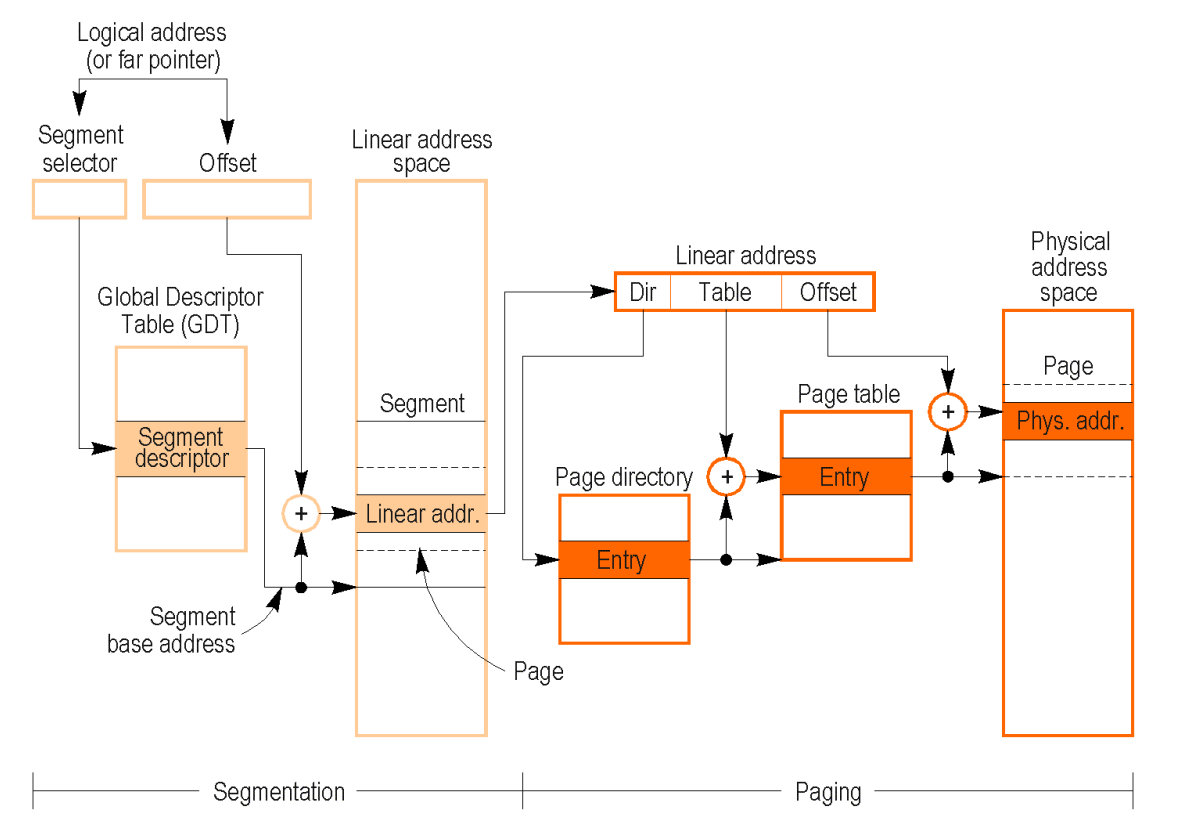 Logical address
(or far pointer)
Segment
selector
Offset
Linear address
space
Global Descriptor
Table (GDT)
Segment
descriptor
+
Segment
Linear addr.
Segment
base address
Page
Linear address
Dir
Table
Offset
Page directory
Entry
+
Page table
Entry
+
Physical
address
space
Page
Phys. addr.
Segmentation
Paging